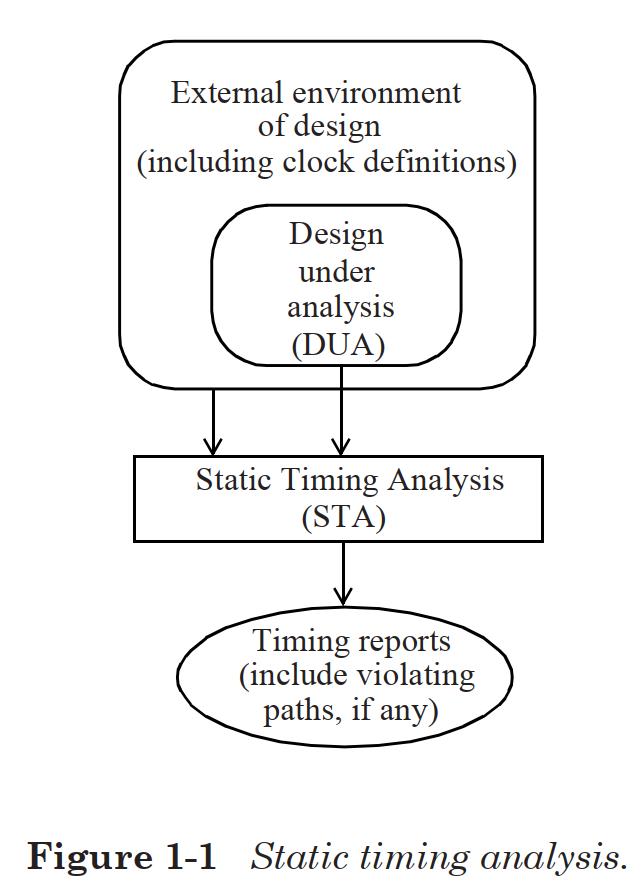 External environment
of design
(including clock definitions)
Design
under
analysis
(DUA)
Static Timing Analysis
(STA)
Timing reports
(include violating
paths, if any)
Figure 1-1 Static timing analysis.